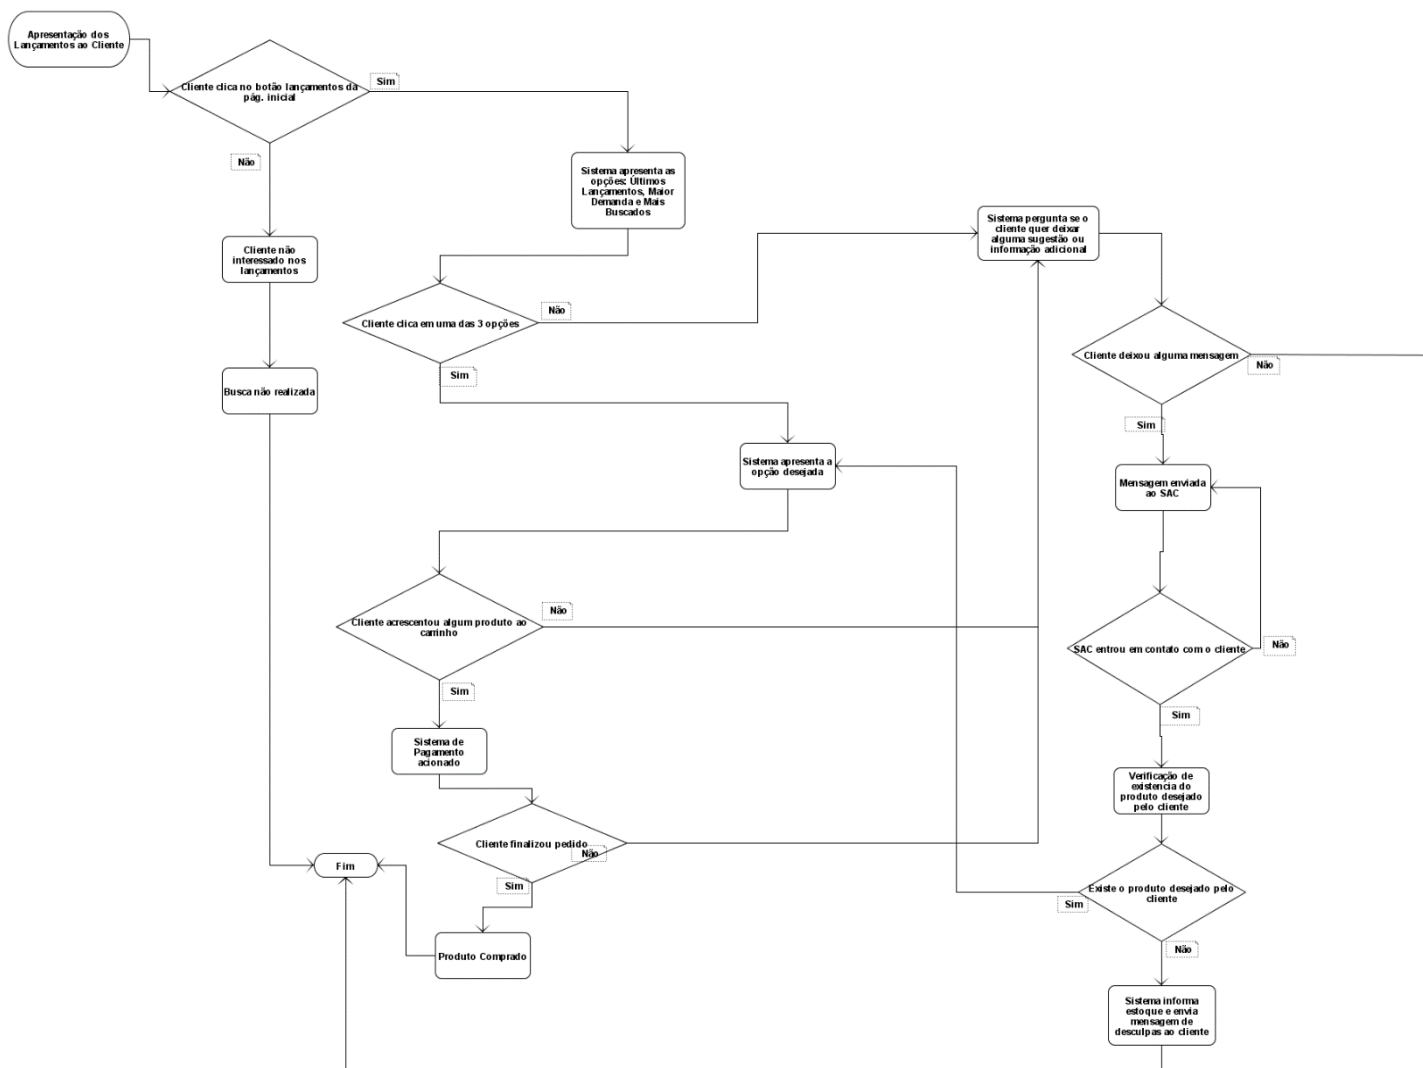 Apresentação dos
Lançamentos ao Cliente
Cliente clica no botão lançamentos da
pág. inicial
Sim
Não
Sistema apresenta as
opções: Últimos
Lançamentos, Maior
Demanda e Mais
Buscados
Cliente não
interessado nos
lançamentos
Busca não realizada
Cliente clica em uma das 3 opções
Não
Sim
Sistema pergunta se o
cliente quer deixar
alguma sugestão ou
informação adicional
Cliente deixou alguma mensagem
Não
Sim
Sistema apresenta a
opção desejada
Mensagem enviada
ao SAC
Cliente acrescentou algum produto ao
carrinho
Não
Sim
SAC entrou em contato com o cliente
Não
Sim
Sistema de
Pagamento
acionado
Verificação de
existencia do
produto desejado
pelo cliente
Cliente finalizou pedido
Não
Sim
Fim
Existe o produto desejado pelo
cliente
Sim
Não
Produto Comprado
Sistema informa
estoque e envia
mensagem de
desculpas ao cliente